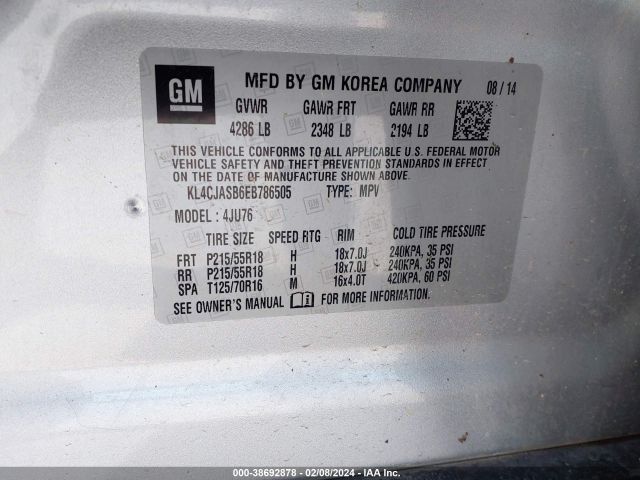 GM
MFD BY GM KOREA COMPANY 08 / 14
GVWR GAWR FRT GAWR RR
4286 LB 2348 LB 2194 LB
THIS VEHICLE CONFORMS TO ALL APPLICABLE U.S. FEDERAL MOTOR
VEHICLE SAFETY AND THEFT PREVENTION STANDARDS IN EFFECT
ON THE DATE OF MANUFACTURE SHOWN ABOVE.
KL4CJASB6EB786505 TYPE: MPV
MODEL : 4JU76
TIRE SIZE SPEED RTG RIM COLD TIRE PRESSURE
FRT P215/55R18 H 18x7.0J 240KPA, 35 PSI
RR P215/55R18 H 18x7.0J 240KPA, 35 PSI
SPA T125/70R16 M 16x4.0T 420KPA, 60 PSI
SEE OWNER'S MANUAL FOR MORE INFORMATION.
000-38692878 - 02/08/2024 - IAA Inc.